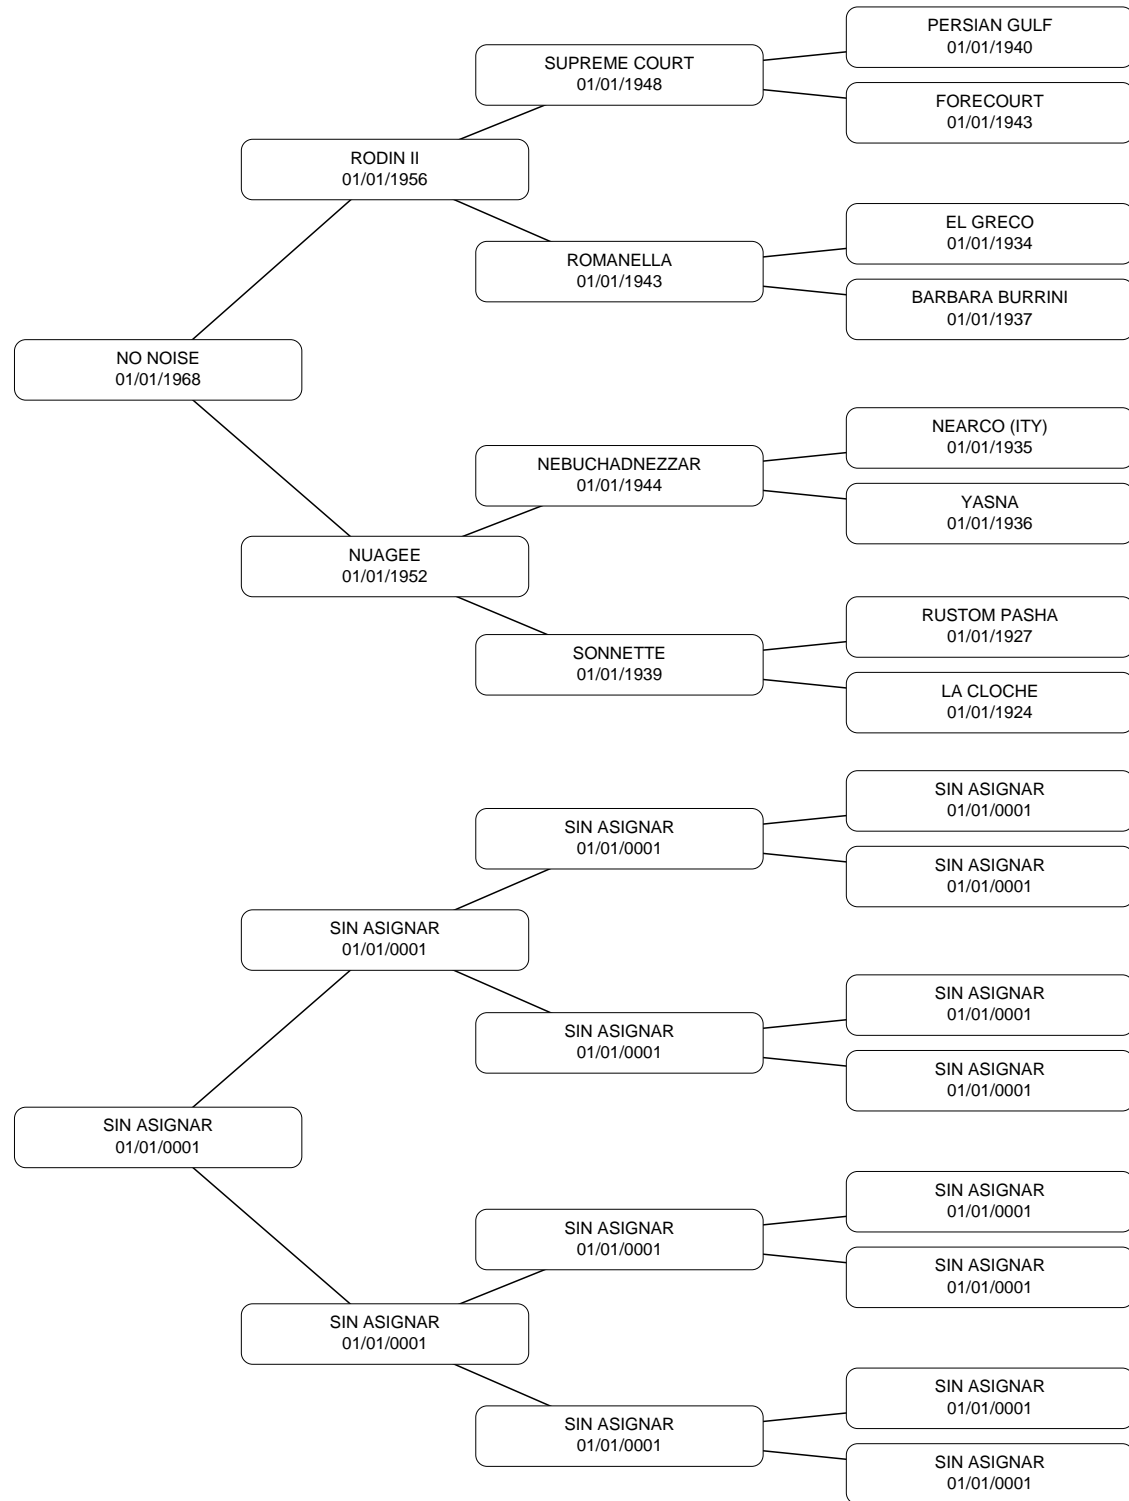 PERSIAN GULF
01/01/1940
SUPREME COURT
01/01/1948
FORECOURT
01/01/1943
RODIN II
01/01/1956
EL GRECO
01/01/1934
ROMANELLA
01/01/1943
BARBARA BURRINI
01/01/1937
NO NOISE
01/01/1968
NEARCO (ITY)
01/01/1935
NEBUCHADNEZZAR
01/01/1944
YASNA
01/01/1936
NUAGEE
01/01/1952
RUSTOM PASHA
01/01/1927
SONNETTE
01/01/1939
LA CLOCHE
01/01/1924
SIN ASIGNAR
01/01/0001
SIN ASIGNAR
01/01/0001
SIN ASIGNAR
01/01/0001
SIN ASIGNAR
01/01/0001
SIN ASIGNAR
01/01/0001
SIN ASIGNAR
01/01/0001
SIN ASIGNAR
01/01/0001
SIN ASIGNAR
01/01/0001
SIN ASIGNAR
01/01/0001
SIN ASIGNAR
01/01/0001
SIN ASIGNAR
01/01/0001
SIN ASIGNAR
01/01/0001
SIN ASIGNAR
01/01/0001
SIN ASIGNAR
01/01/0001
SIN ASIGNAR
01/01/0001